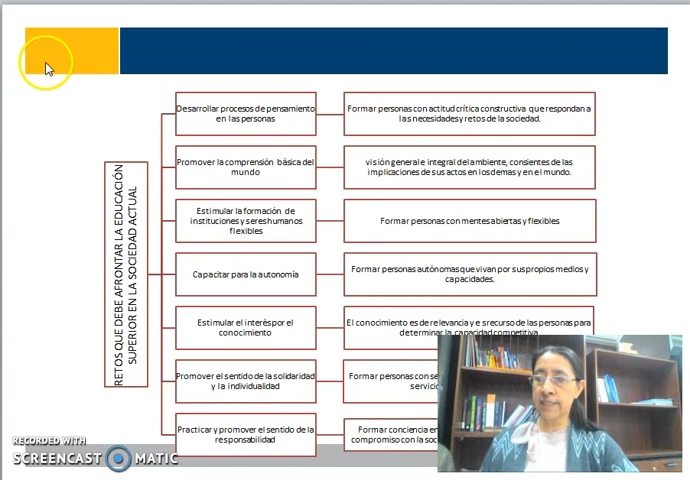 RETOS QUE DEBE AFRONTAR LA EDUCACIÓN
SUPERIOR EN LA SOCIEDAD ACTUAL
Desarrollar procesos de pensamiento
en las personas
Formar personas con actitud crítica constructiva que respondan a
las necesidades y retos de la sociedad.
Promover la comprensión básica del
mundo
visión general e integral del ambiente, consientes de las
implicaciones de sus actos en los demas y en el mundo.
Estimular la formación de
instituciones y seres humanos
flexibles
Formar personas con mentes abiertas y flexibles
Capacitar para la autonomía
Formar personas autónomas que vivan por sus propios medios y
capacidades.
Estimular el interés por el
conocimiento
El conocimiento es de relevancia y e s recurso de las personas para
determinar la capacidad competitiva
Promover el sentido de la solidaridad
y la individualidad
Formar personas con se
servicio
Practicar y promover el sentido de la
responsabilidad
Formar conciencia en
compromiso con la soc
RECORDED WITH
SCREENCAST MATIC